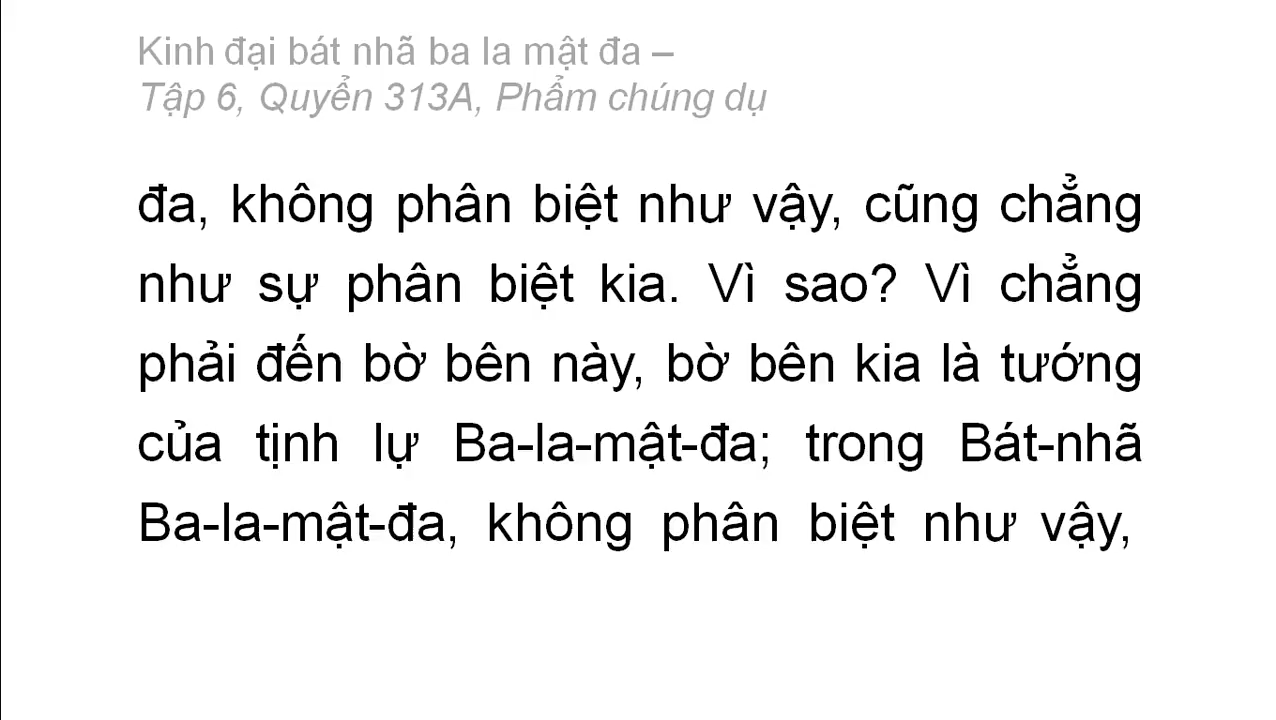 Kinh đại bát nhã ba la mật đa –
Tập 6, Quyển 313A, Phẩm chúng dụ
đa, không phân biệt như vậy, cũng chẳng
như sự phân biệt kia. Vì sao? Vì chẳng
phải đến bờ bên này, bờ bên kia là tướng
của tịnh lự Ba-la-mật-đa; trong Bát-nhã
Ba-la-mật-đa, không phân biệt như vậy,